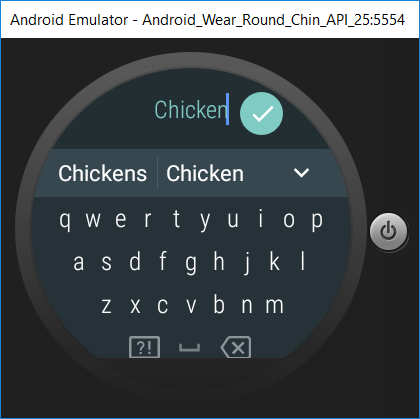 Android Emulator - Android_Wear_Round_Chin_API_25:5554
Chicken
Chickens Chicken
q w e r t y u i o p
a s d f g h j k l
z x c v b n m
?!